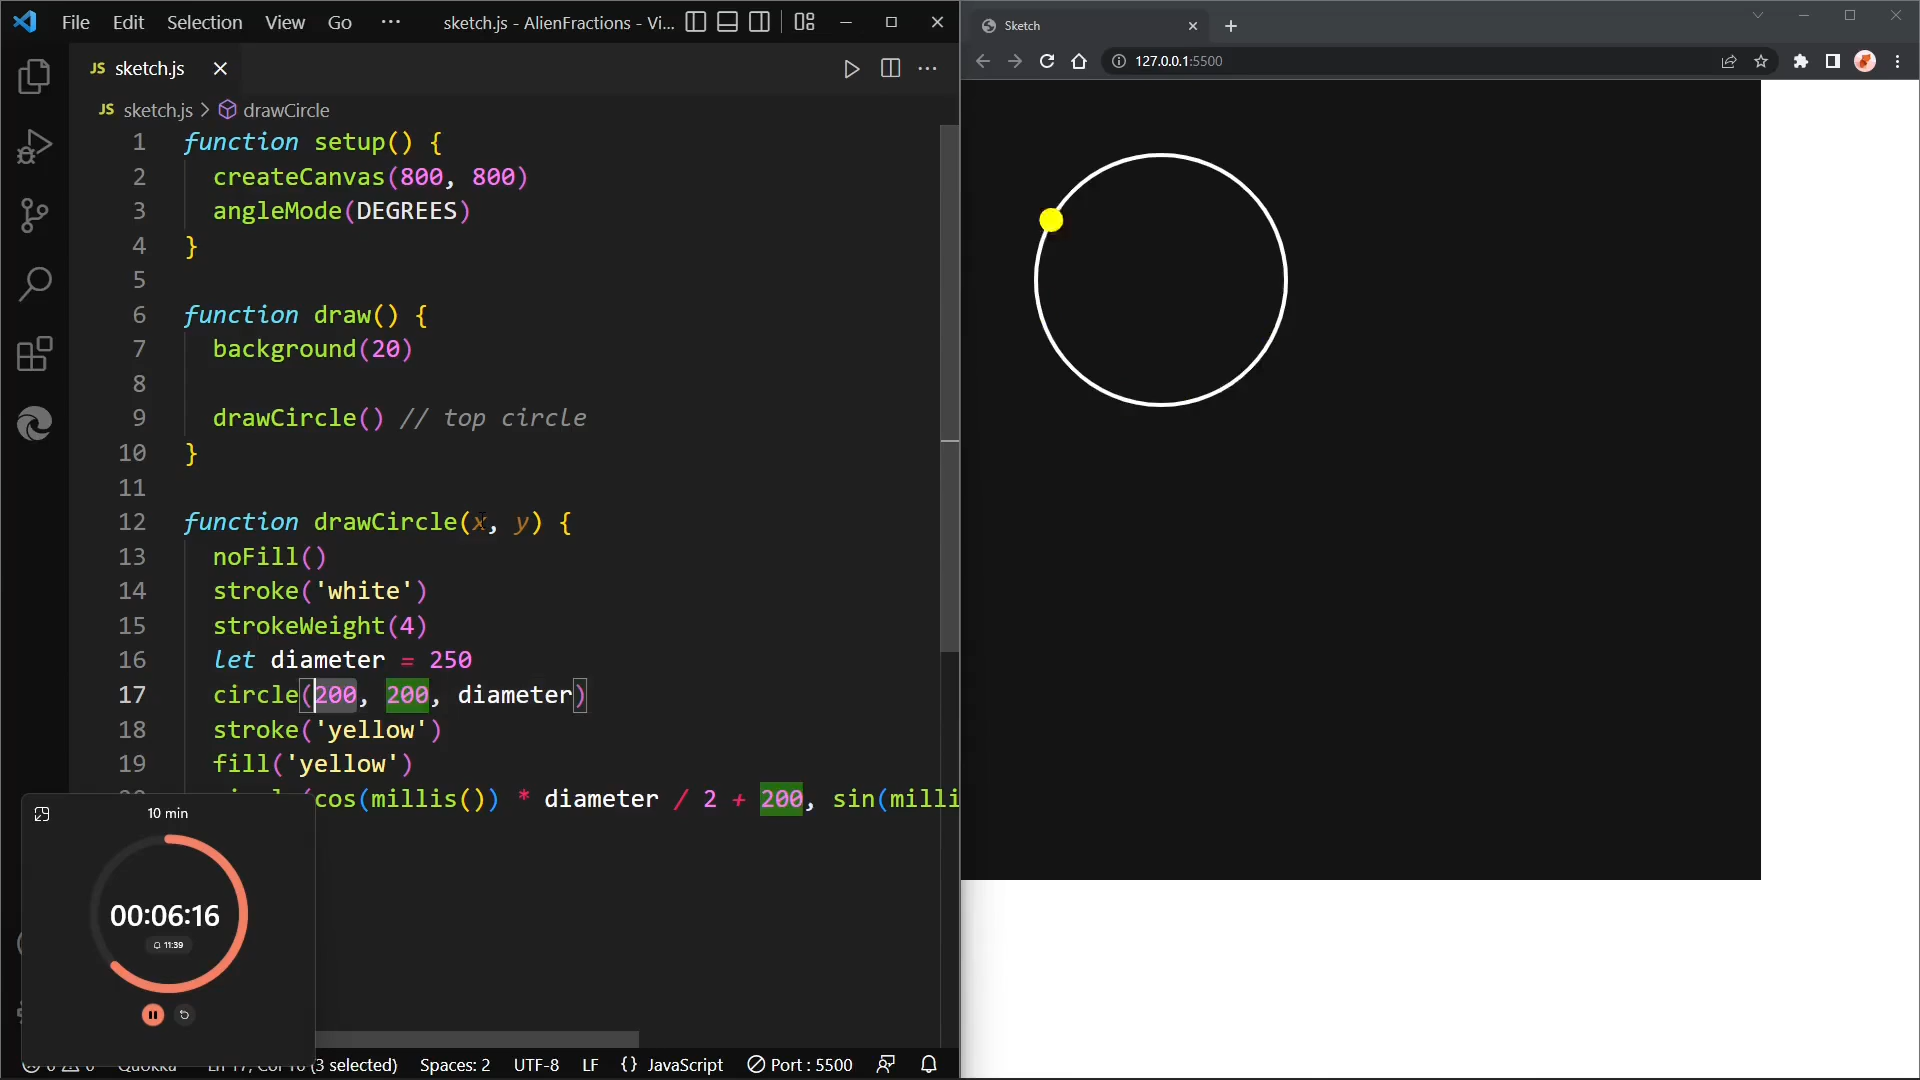 File Edit Selection View Go ··· sketch.js - AlienFractions - Vi...
JS sketch.js
JS sketch.js > drawCircle
1 function setup() {
2 createCanvas(800, 800)
3 angleMode(DEGREES)
4 }
5
6 function draw() {
7 background(20)
8
9 drawCircle() // top circle
10 }
11
12 function drawCircle(x, y) {
13 noFill()
14 stroke('white')
15 strokeWeight(4)
16 let diameter = 250
17 circle(200, 200, diameter)
18 stroke('yellow')
19 fill('yellow')
cos(millis()) * diameter / 2 + 200, sin(milli
10 min
00:06:16
11:39
(3 selected) Spaces: 2 UTF-8 LF {} JavaScript Port : 5500
Sketch
127.0.0.1:5500